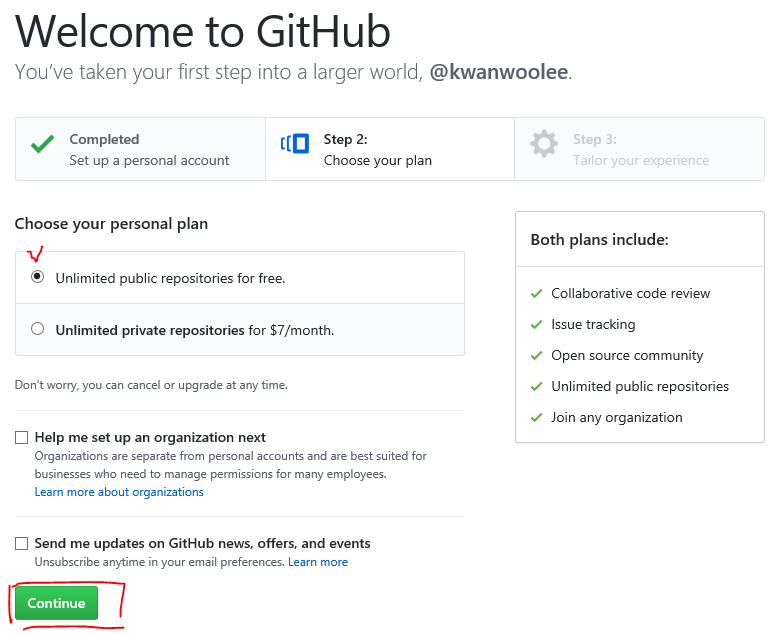 Welcome to GitHub
You've taken your first step into a larger world, @kwanwoolee.
Completed
Set up a personal account
Step 2:
Choose your plan
Step 3:
Tailor your experience
Choose your personal plan
Unlimited public repositories for free.
Unlimited private repositories for $7/month.
Don't worry, you can cancel or upgrade at any time.
Help me set up an organization next
Organizations are separate from personal accounts and are best suited for
businesses who need to manage permissions for many employees.
Learn more about organizations
Send me updates on GitHub news, offers, and events
Unsubscribe anytime in your email preferences. Learn more
Continue
Both plans include:
Collaborative code review
Issue tracking
Open source community
Unlimited public repositories
Join any organization